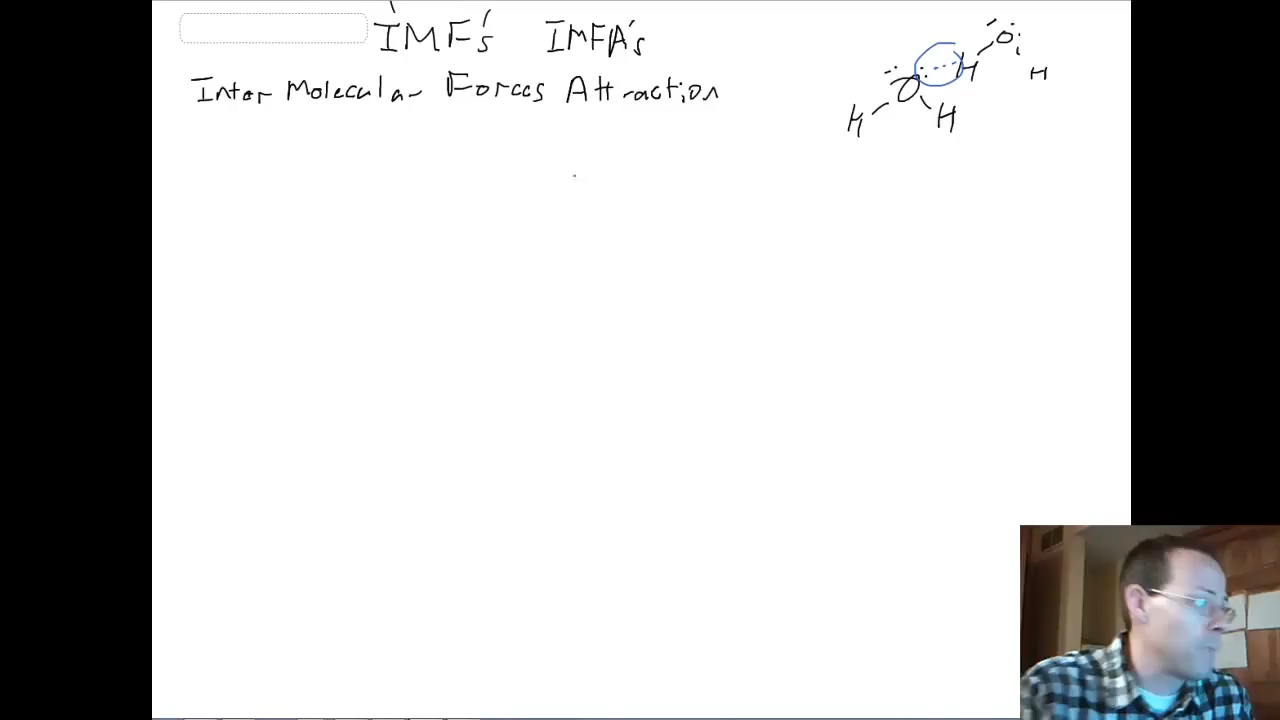 IMF's IMFA's
Inter Molecular Forces Attraction
O
H
O
H
H
H